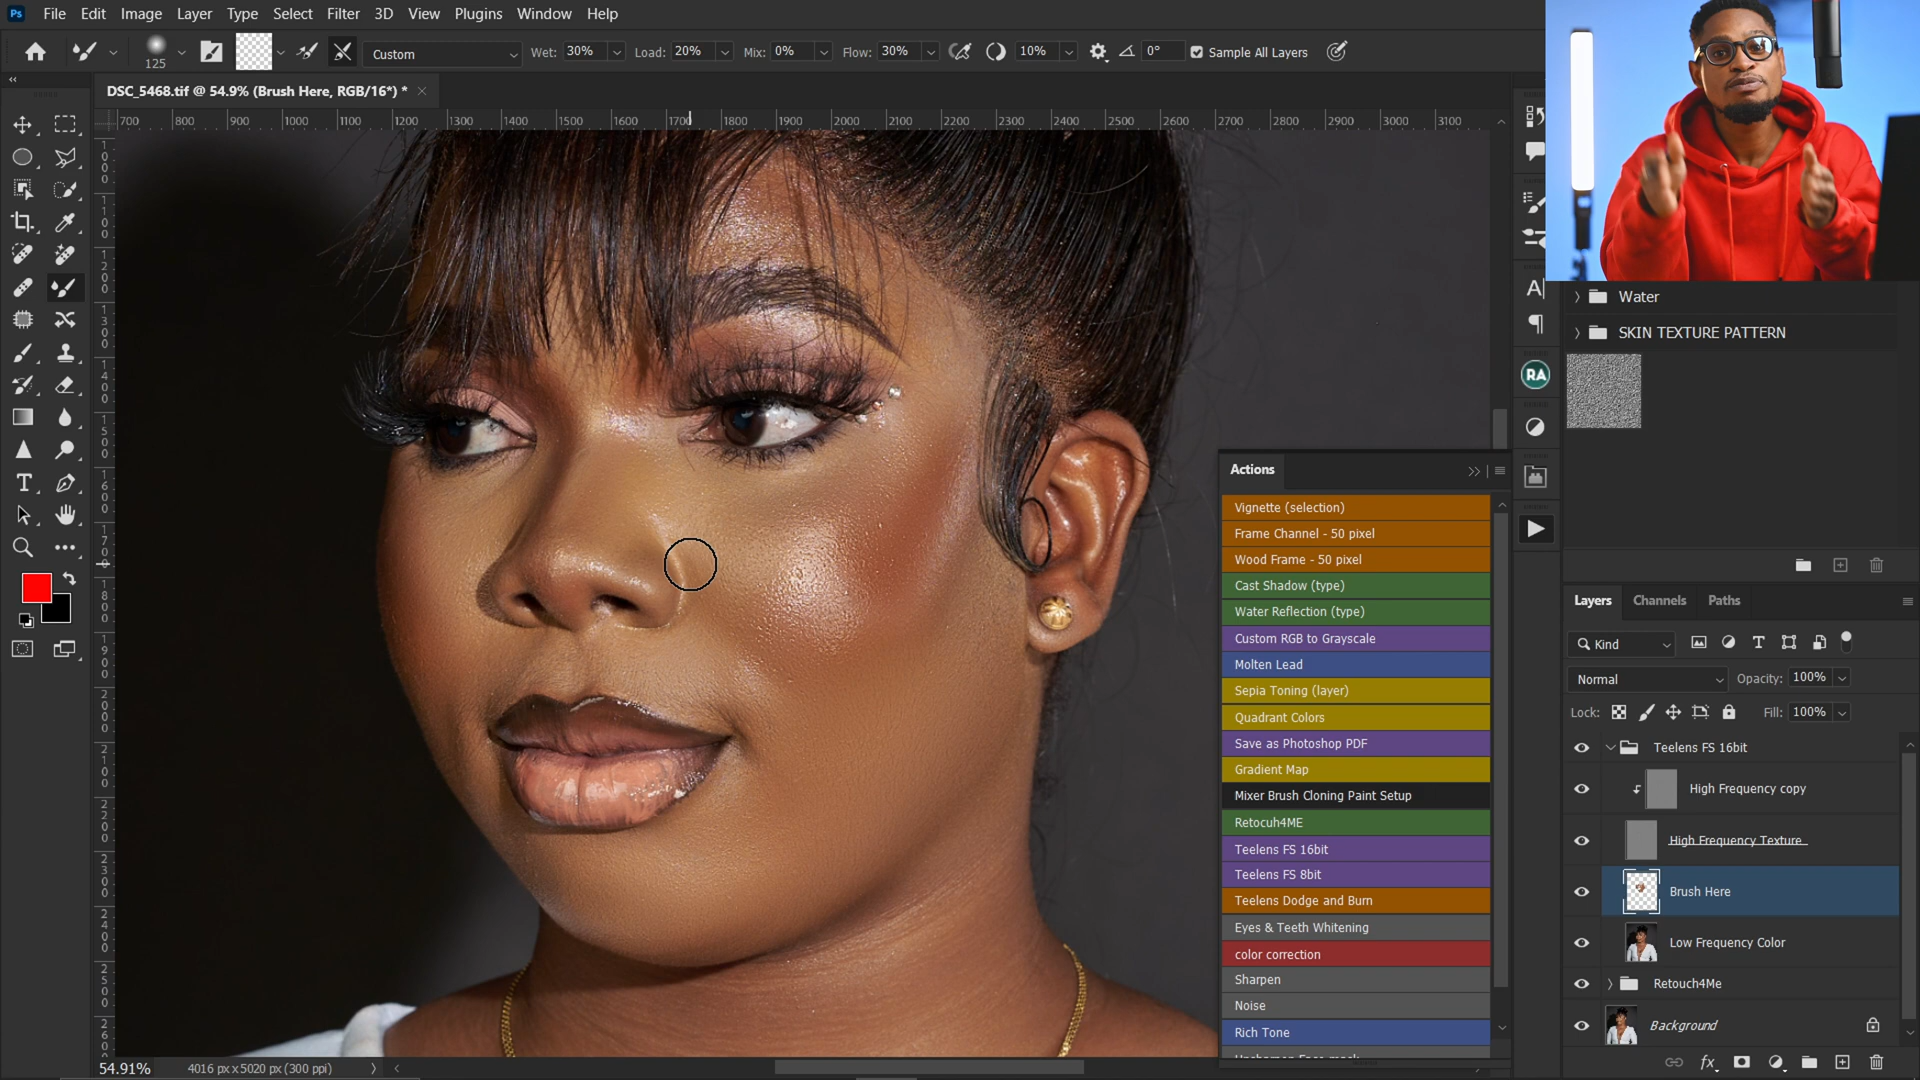 Ps File Edit Image Layer Type Select Filter 3D View Plugins Window Help
125 Custom Wet: 30% Load: 20% Mix: 0% Flow: 30% 10% 0° Sample All Layers
DSC_5468.tif @ 54.9% (Brush Here, RGB/16*) *
700 800 900 1000 1100 1200 1300 1400 1500 1600 1700 1800 1900 2000 2100 2200 2300 2400 2500 2600 2700 2800 2900 3000 3100
Water
SKIN TEXTURE PATTERN
RA
Actions
Vignette (selection)
Frame Channel - 50 pixel
Wood Frame - 50 pixel
Cast Shadow (type)
Water Reflection (type)
Custom RGB to Grayscale
Molten Lead
Sepia Toning (layer)
Quadrant Colors
Save as Photoshop PDF
Gradient Map
Mixer Brush Cloning Paint Setup
Retocuh4ME
Teelens FS 16bit
Teelens FS 8bit
Teelens Dodge and Burn
Eyes & Teeth Whitening
color correction
Sharpen
Noise
Rich Tone
Layers Channels Paths
Kind
Normal Opacity: 100%
Lock: Fill: 100%
Teelens FS 16bit
High Frequency copy
High Frequency Texture
Brush Here
Low Frequency Color
Retouch4Me
Background
fx
54.91% 4016 px x 5020 px (300 ppi)